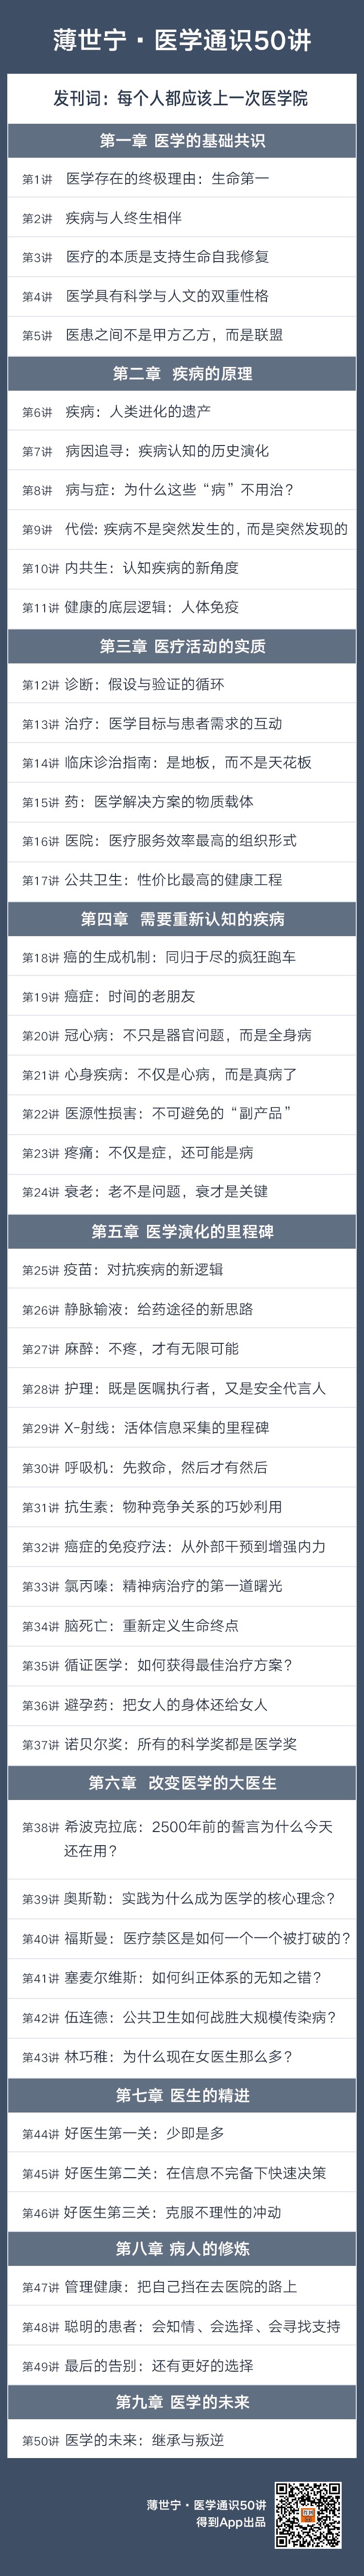 薄世宁·医学通识50讲
发刊词：每个人都应该上一次医学院
第一章 医学的基础共识
第1讲 医学存在的终极理由：生命第一
第2讲 疾病与人终生相伴
第3讲 医疗的本质是支持生命自我修复
第4讲 医学具有科学与人文的双重性格
第5讲 医患之间不是甲方乙方，而是联盟
第二章 疾病的原理
第6讲 疾病：人类进化的遗产
第7讲 病因追寻：疾病认知的历史演化
第8讲 病与症：为什么这些“病”不用治？
第9讲 代偿：疾病不是突然发生的，而是突然发现的
第10讲 内共生：认知疾病的新角度
第11讲 健康的底层逻辑：人体免疫
第三章 医疗活动的实质
第12讲 诊断：假设与验证的循环
第13讲 治疗：医学目标与患者需求的互动
第14讲 临床诊治指南：是地板，而不是天花板
第15讲 药：医学解决方案的物质载体
第16讲 医院：医疗服务效率最高的组织形式
第17讲 公共卫生：性价比最高的健康工程
第四章 需要重新认知的疾病
第18讲 癌的生成机制：同归于尽的疯狂跑车
第19讲 癌症：时间的老朋友
第20讲 冠心病：不只是器官问题，而是全身病
第21讲 心身疾病：不仅是心病，而是真病了
第22讲 医源性损害：不可避免的“副产品”
第23讲 疼痛：不仅是症，还可能是病
第24讲 衰老：老不是问题，衰才是关键
第五章 医学演化的里程碑
第25讲 疫苗：对抗疾病的新逻辑
第26讲 静脉输液：给药途径的新思路
第27讲 麻醉：不疼，才有无限可能
第28讲 护理：既是医嘱执行者，又是安全代言人
第29讲 X-射线：活体信息采集的里程碑
第30讲 呼吸机：先救命，然后才有然后
第31讲 抗生素：物种竞争关系的巧妙利用
第32讲 癌症的免疫疗法：从外部干预到增强内力
第33讲 氯丙嗪：精神病治疗的第一道曙光
第34讲 脑死亡：重新定义生命终点
第35讲 循证医学：如何获得最佳治疗方案？
第36讲 避孕药：把女人的身体还给女人
第37讲 诺贝尔奖：所有的科学奖都是医学奖
第六章 改变医学的大医生
第38讲 希波克拉底：2500年前的誓言为什么今天
还在用？
第39讲 奥斯勒：实践为什么成为医学的核心理念？
第40讲 福斯曼：医疗禁区是如何一个一个被打破的？
第41讲 塞麦尔维斯：如何纠正体系的无知之错？
第42讲 伍连德：公共卫生如何战胜大规模传染病？
第43讲 林巧稚：为什么现在女医生那么多？
第七章 医生的精进
第44讲 好医生第一关：少即是多
第45讲 好医生第二关：在信息不完备下快速决策
第46讲 好医生第三关：克服不理性的冲动
第八章 病人的修炼
第47讲 管理健康：把自己挡在去医院的路上
第48讲 聪明的患者：会知情、会选择、会寻找支持
第49讲 最后的告别：还有更好的选择
第九章 医学的未来
第50讲 医学的未来：继承与叛逆
薄世宁·医学通识50讲
得到App出品